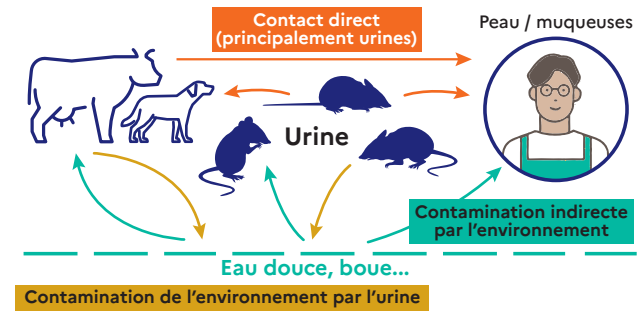 Contact direct
(principalement urines)
Peau / muqueuses
Urine
Contamination indirecte
par l'environnement
Eau douce, boue...
Contamination de l'environnement par l'urine